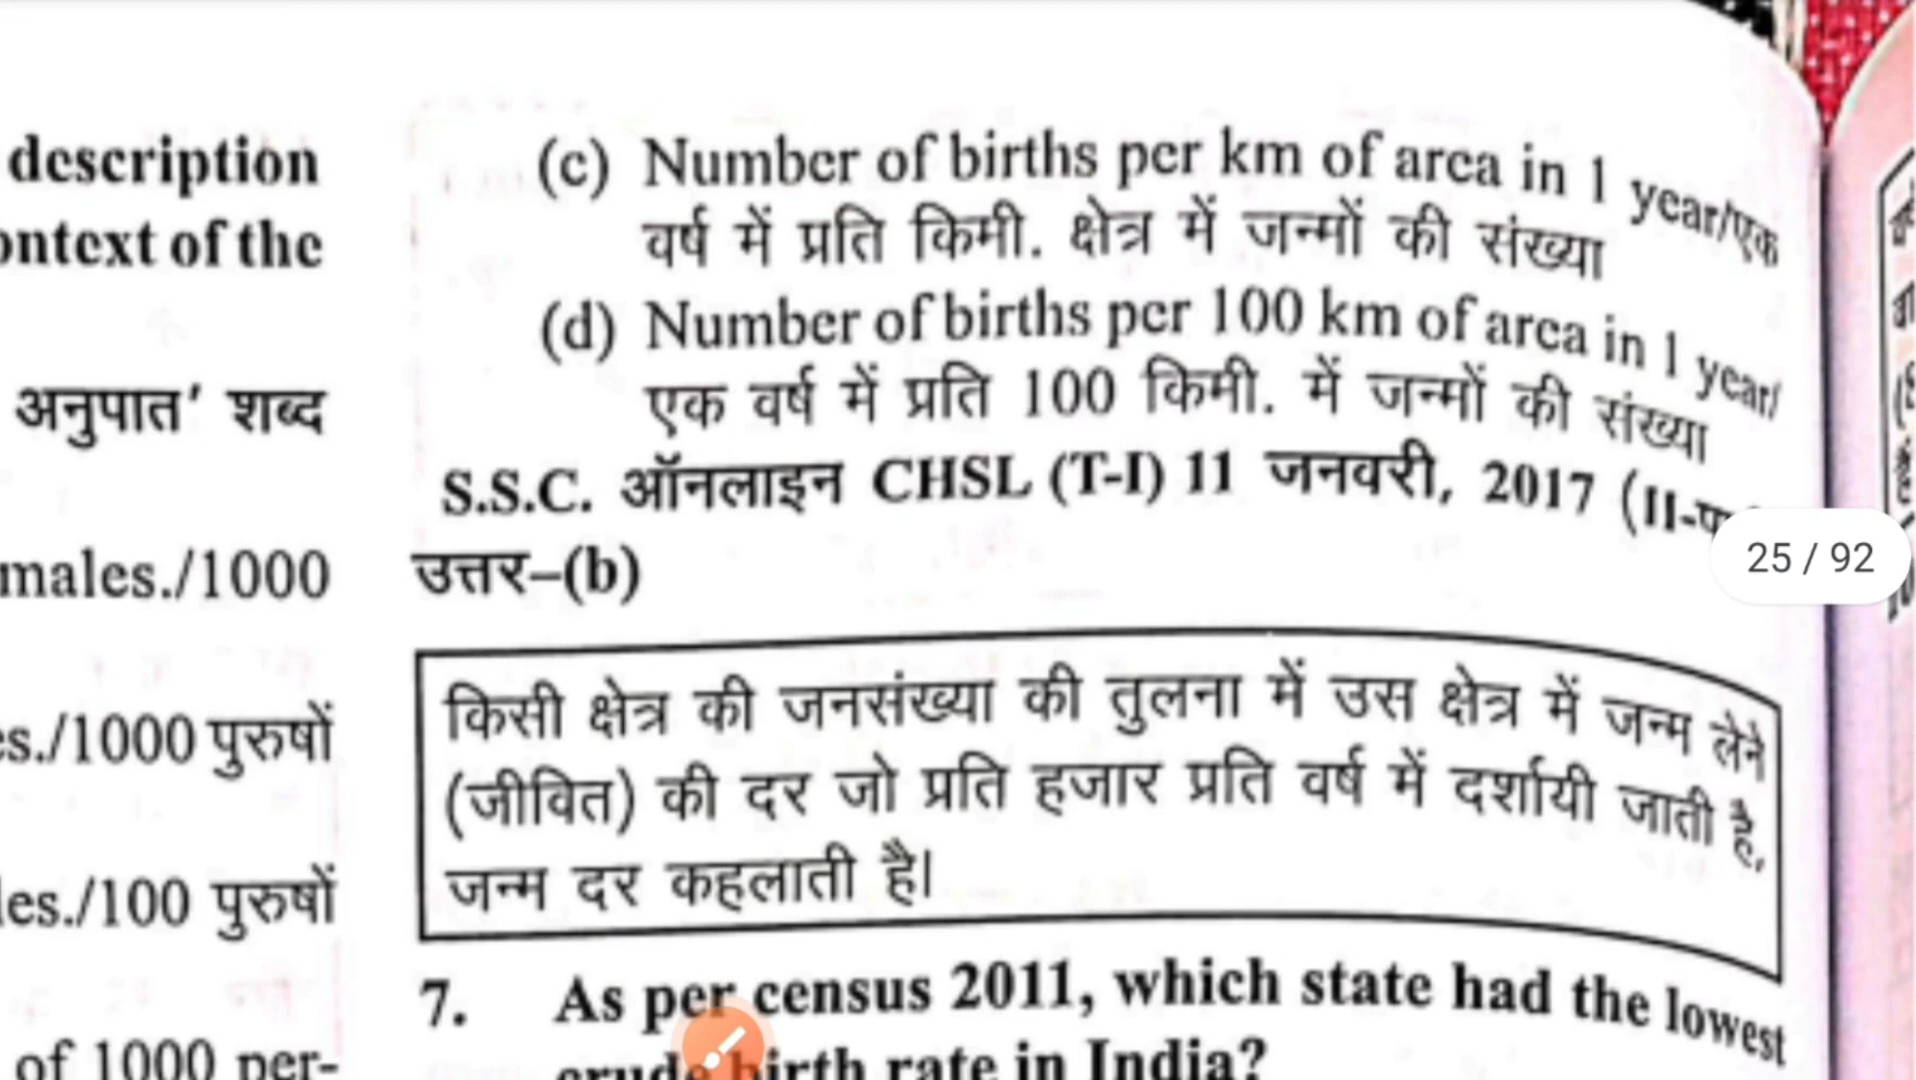 description
ontext of the
अनुपात’ शब्द
males./1000
es./1000 पुरुषों
les./100 पुरुषों
of 1000 per-
(c) Number of births per km of area in 1 year/एक
वर्ष में प्रति किमी. क्षेत्र में जन्मों की संख्या
(d) Number of births per 100 km of area in 1 year/
एक वर्ष में प्रति 100 किमी. में जन्मों की संख्या
S.S.C. ऑनलाइन CHSL (T-I) 11 जनवरी, 2017 (II-
उत्तर–(b)
25 / 92
किसी क्षेत्र की जनसंख्या की तुलना में उस क्षेत्र में जन्म लेने
(जीवित) की दर जो प्रति हजार प्रति वर्ष में दर्शायी जाती है,
जन्म दर कहलाती है।
7. As per census 2011, which state had the lowest
crude birth rate in India?